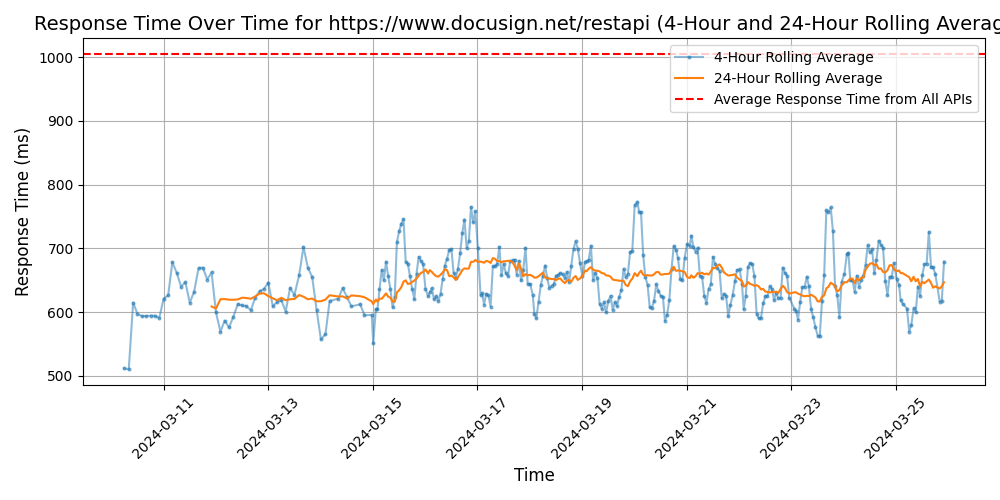 Response Time Over Time for https://www.docusign.net/restapi (4-Hour and 24-Hour Rolling Averag
4-Hour Rolling Average
24-Hour Rolling Average
Average Response Time from All APIs
Response Time (ms)
1000
900
800
700
600
500
2024-03-11
2024-03-13
2024-03-15
2024-03-17
2024-03-19
2024-03-21
2024-03-23
2024-03-25
Time